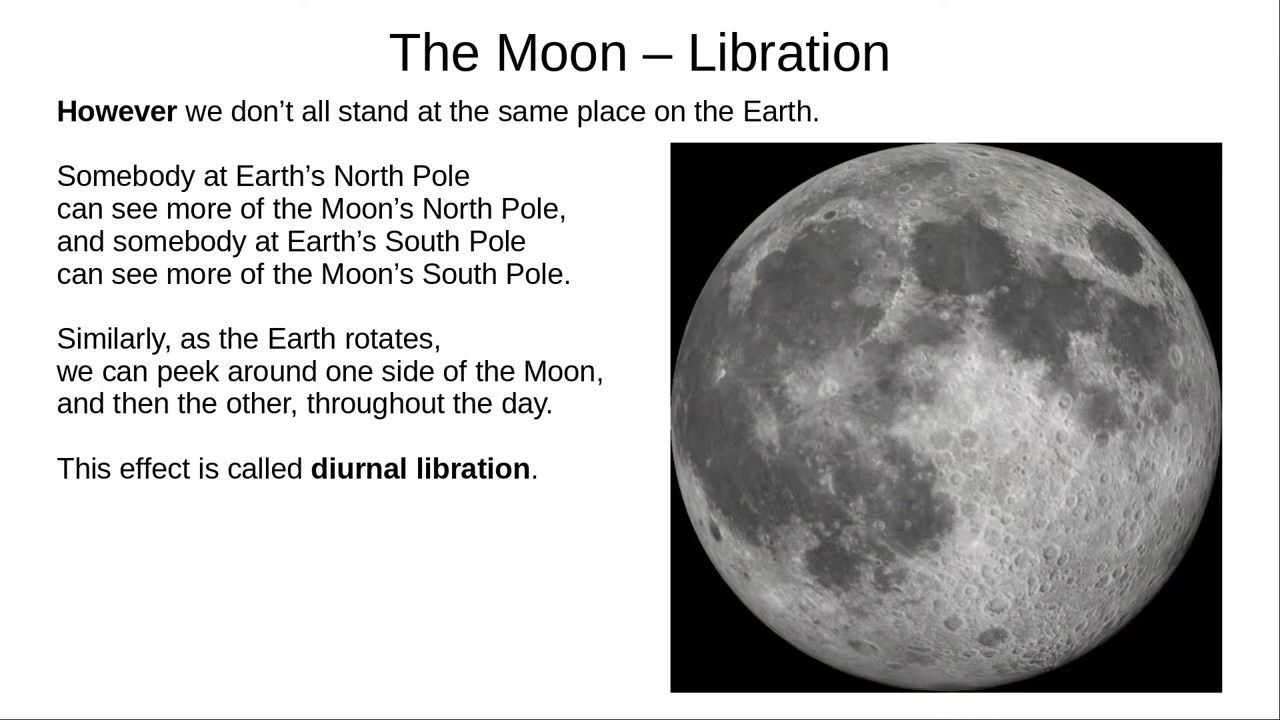 The Moon – Libration
However we don’t all stand at the same place on the Earth.
Somebody at Earth’s North Pole
can see more of the Moon’s North Pole,
and somebody at Earth’s South Pole
can see more of the Moon’s South Pole.
Similarly, as the Earth rotates,
we can peek around one side of the Moon,
and then the other, throughout the day.
This effect is called diurnal libration.